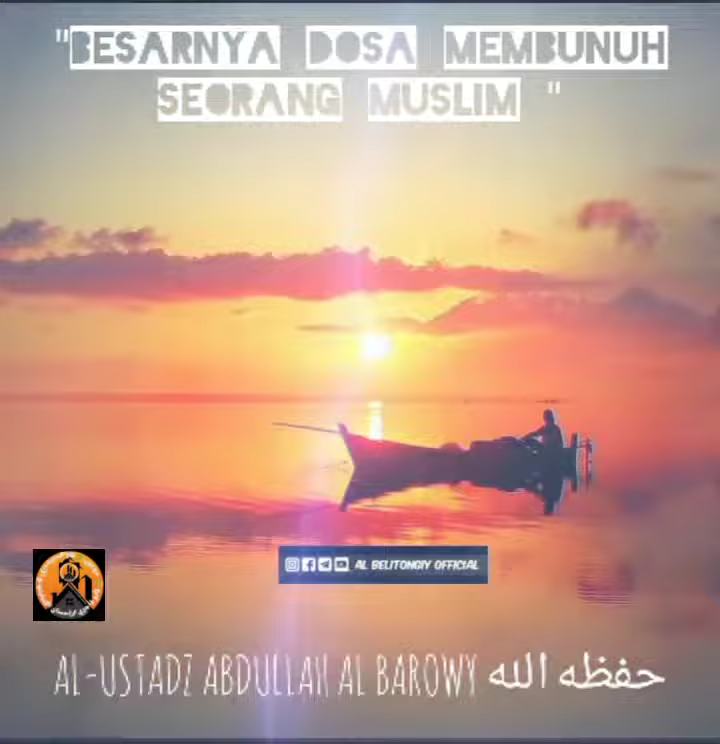 "BESARNYA DOSA MEMBUNUH
SEORANG MUSLIM "
AL BELITONGIY OFFICIAL
AL-USTADZ ABDULLAH AL BAROWY حفظه الله